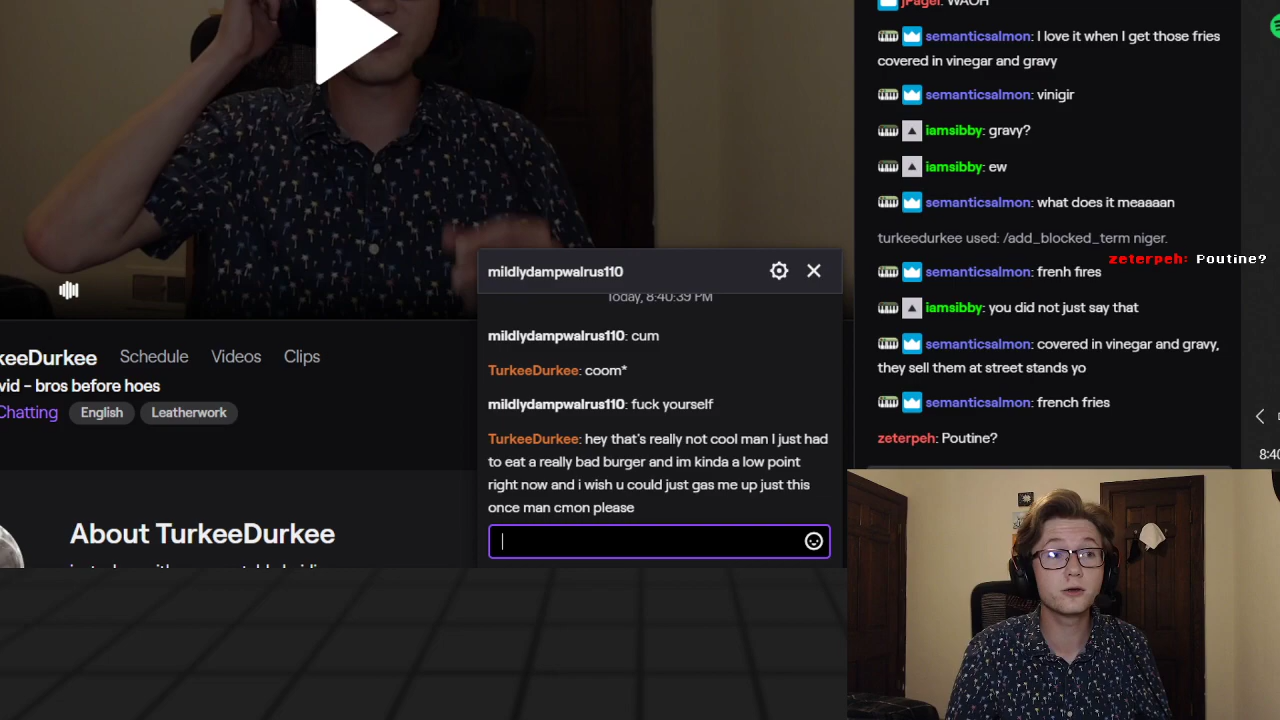 jPagel: WAOH
semanticsalmon: I love it when I get those fries
covered in vinegar and gravy
semanticsalmon: vinigir
iamsibby: gravy?
iamsibby: ew
semanticsalmon: what does it meaaaan
turkeedurkee used: /add_blocked_term niger.
zeterpeh: Poutine?
semanticsalmon: frenh fires
iamsibby: you did not just say that
semanticsalmon: covered in vinegar and gravy,
they sell them at street stands yo
semanticsalmon: french fries
zeterpeh: Poutine?
8:40
mildlydampwalrus110
Today, 8:40:39 PM
mildlydampwalrus110: cum
TurkeeDurkee: coom*
mildlydampwalrus110: fuck yourself
TurkeeDurkee: hey that's really not cool man I just had
to eat a really bad burger and im kinda a low point
right now and i wish u could just gas me up just this
once man cmon please
keeDurkee Schedule Videos Clips
vid - bros before hoes
Chatting English Leatherwork
About TurkeeDurkee